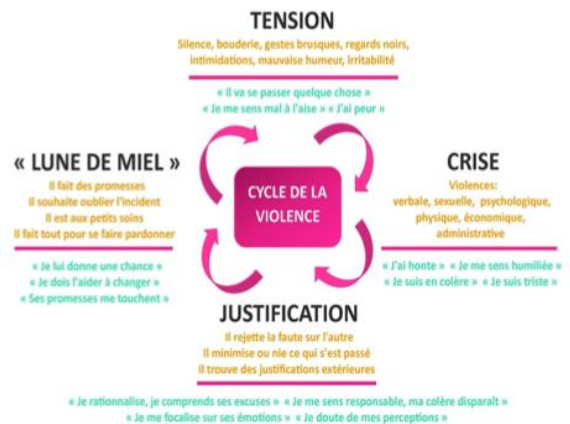 TENSION
Silence, bouderie, gestes brusques, regards noirs,
intimidations, mauvaise humeur, irritabilité
« Il va se passer quelque chose »
« Je me sens mal à l'aise » « J'ai peur »
« LUNE DE MIEL »
Il fait des promesses
Il souhaite oublier l'incident
Il est aux petits soins
Il fait tout pour se faire pardonner
« Je lui donne une chance »
« Je dois l'aider à changer »
« Ses promesses me touchent »
CYCLE DE LA
VIOLENCE
CRISE
Violences:
verbale, sexuelle, psychologique,
physique, économique,
administrative
« J'ai honte » « Je me sens humiliée »
« Je suis en colère » « Je suis triste »
JUSTIFICATION
Il rejette la faute sur l'autre
Il minimise ou nie ce qui s'est passé
Il trouve des justifications extérieures
« Je rationnalise, je comprends ses excuses » « Je me sens responsable, ma colère disparaît »
« Je me focalise sur ses émotions » « Je doute de mes perceptions »